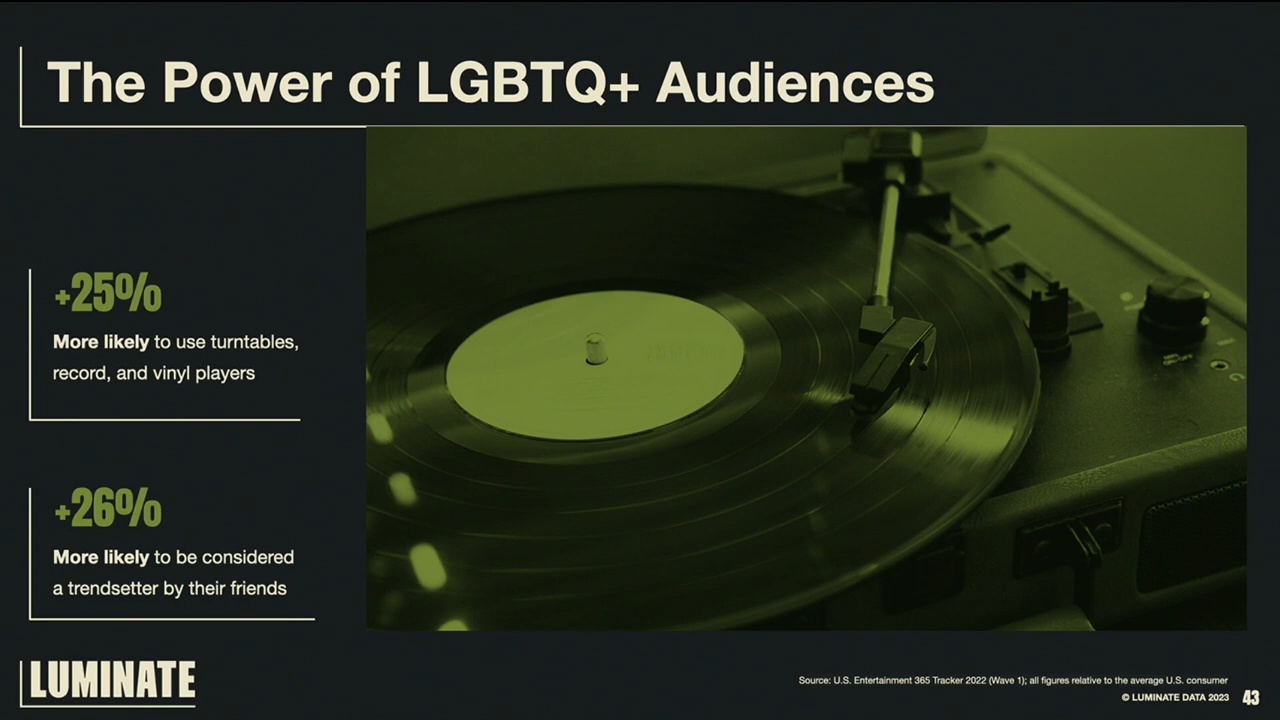 The Power of LGBTQ+ Audiences
+25%
More likely to use turntables,
record, and vinyl players
+26%
More likely to be considered
a trendsetter by their friends
LUMINATE
Source: U.S. Entertainment 365 Tracker 2022 (Wave 1); all figures relative to the average U.S. consumer
© LUMINATE DATA 2023
43